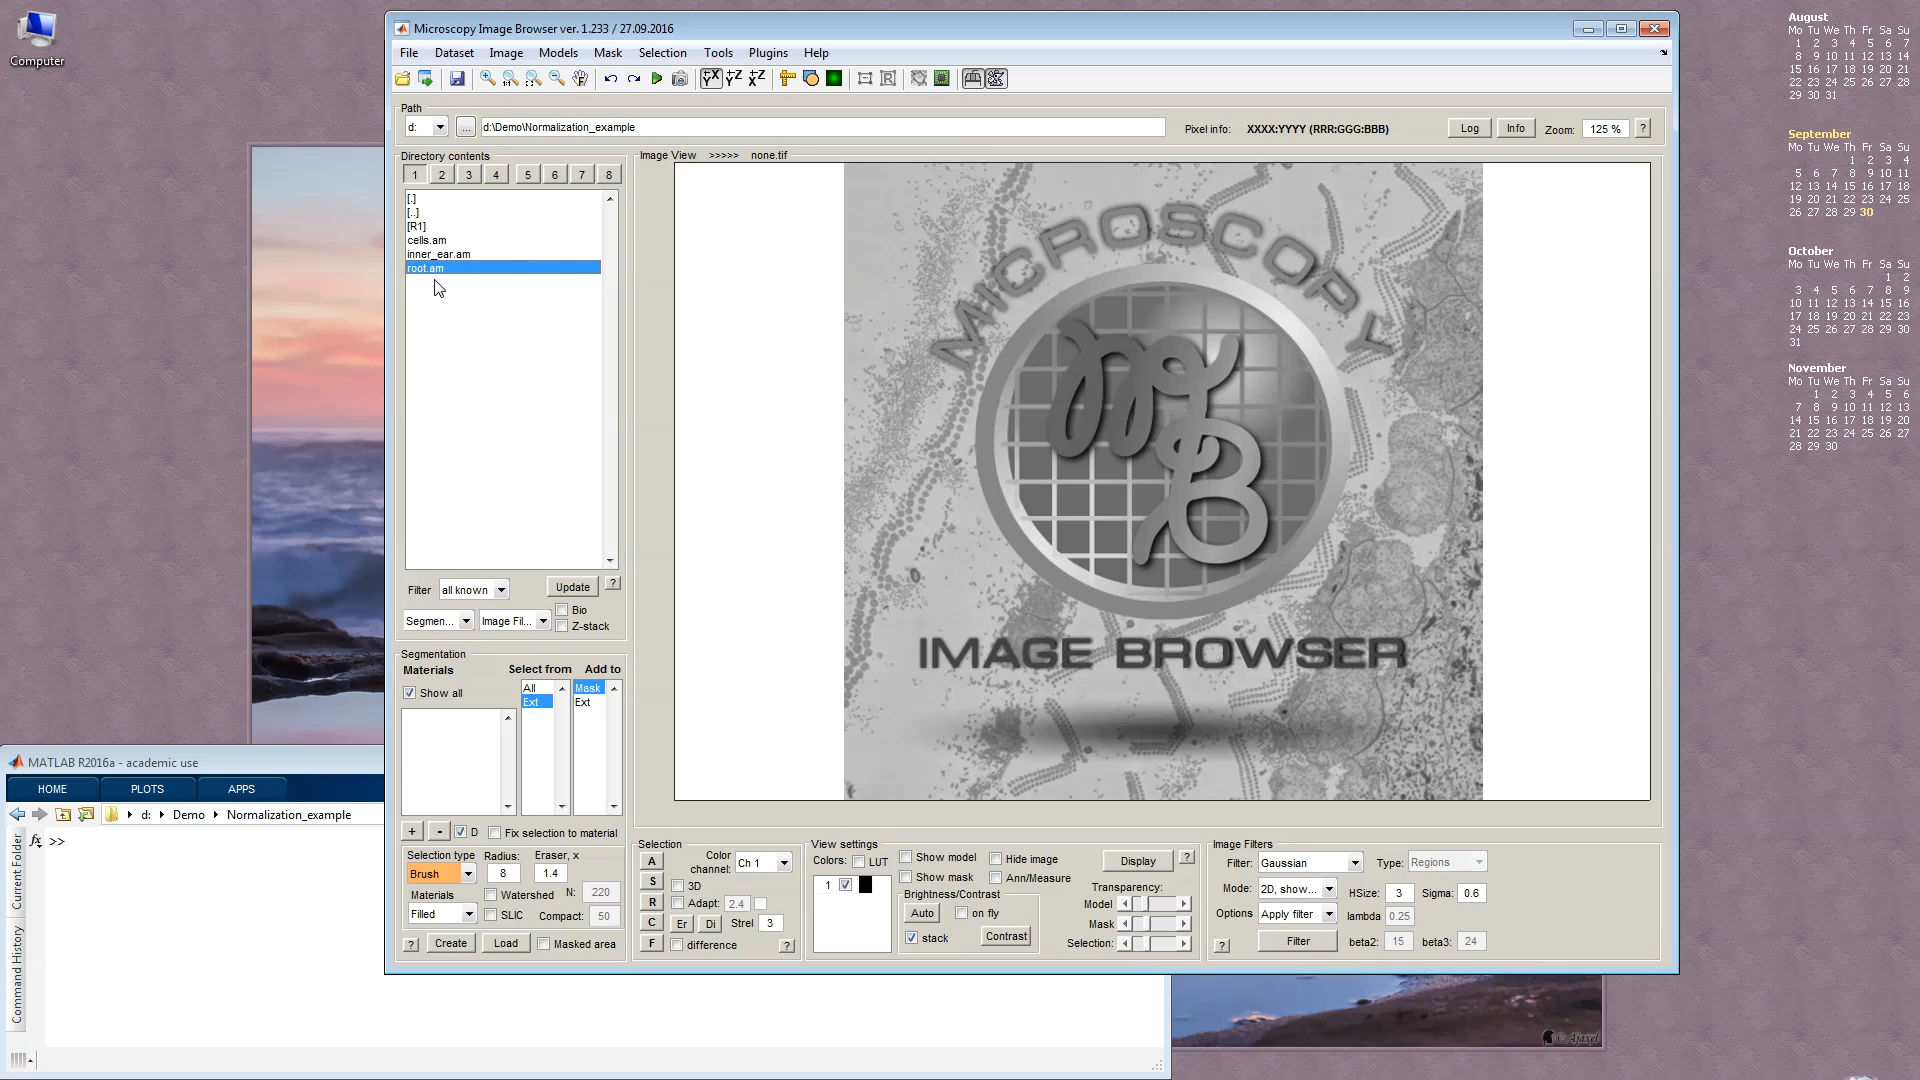 Computer
Microscopy Image Browser ver. 1.233 / 27.09.2016
File Dataset Image Models Mask Selection Tools Plugins Help
Path
d: ... d:\Demo\Normalization_example Pixel info: XXXX:YYYY (RRR:GGG:BBB) Log Info Zoom: 125 % ?
Directory contents
1 2 3 4 5 6 7 8
[.]
[..]
[R1]
cells.am
inner_ear.am
root.am
Filter all known Update ?
Segmen... Image Fil... Bio
Z-stack
Image View >>>>> none.tif
MICROSCOPY
MIB
IMAGE BROWSER
Segmentation
Materials Select from Add to
Show all
All
Ext
Mask
Ext
+ - D Fix selection to material
Selection type Radius: Eraser, x
Brush 8 1.4
Materials Watershed N: 220
Filled SLIC Compact: 50
? Create Load Masked area
Selection
A Color channel: Ch 1
S 3D
R Adapt: 2.4
C Er Di Strel 3
F difference ?
View settings
Colors: LUT Show model Hide image Display ?
1 Show mask Ann/Measure
Brightness/Contrast
Auto on fly
stack Contrast
Transparency:
Model
Mask
Selection:
Image Filters
Filter: Gaussian Type: Regions
Mode: 2D, show... HSize: 3 Sigma: 0.6
Options Apply filter lambda 0.25
? Filter beta2: 15 beta3: 24
MATLAB R2016a - academic use
HOME PLOTS APPS
d: Demo Normalization_example
fx >>
Current Folder
Command History
August
Mo Tu We Th Fr Sa Su
1 2 3 4 5 6 7
8 9 10 11 12 13 14
15 16 17 18 19 20 21
22 23 24 25 26 27 28
29 30 31
September
Mo Tu We Th Fr Sa Su
1 2 3 4
5 6 7 8 9 10 11
12 13 14 15 16 17 18
19 20 21 22 23 24 25
26 27 28 29 30
October
Mo Tu We Th Fr Sa Su
1 2
3 4 5 6 7 8 9
10 11 12 13 14 15 16
17 18 19 20 21 22 23
24 25 26 27 28 29 30
31
November
Mo Tu We Th Fr Sa Su
1 2 3 4 5 6
7 8 9 10 11 12 13
14 15 16 17 18 19 20
21 22 23 24 25 26 27
28 29 30